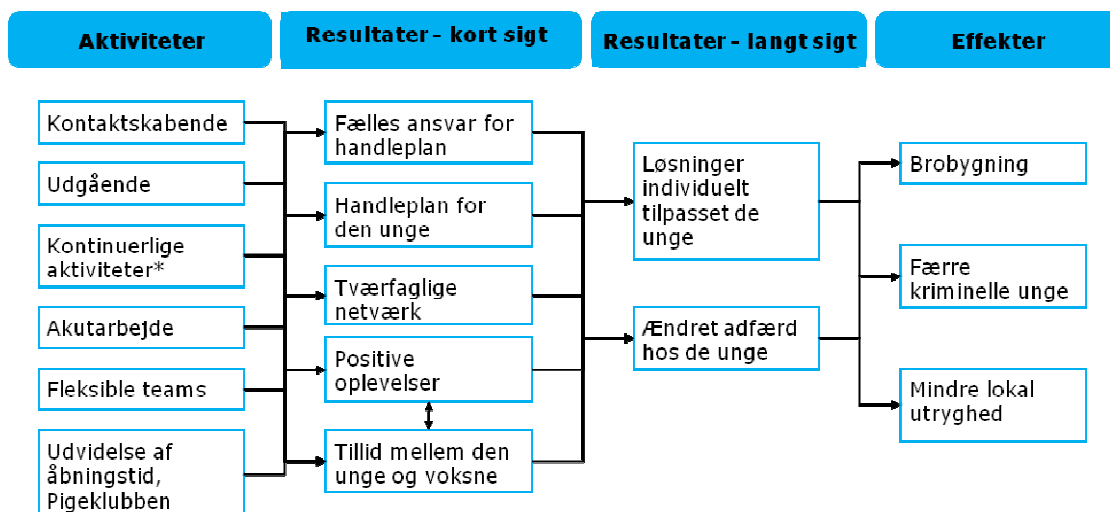 Aktiviteter
Resultater – kort sigt
Resultater – langt sigt
Effekter
Kontaktskabende
Udgående
Kontinuerlige
aktiviteter*
Akutarbejde
Fleksible teams
Udvidelse af
åbningstid,
Pigeklubben
Fælles ansvar for
handleplan
Handleplan for
den unge
Tværfaglige
netværk
Positive
oplevelser
Tillid mellem den
unge og voksne
Løsninger
individuelt
tilpasset de
unge
Ændret adfærd
hos de unge
Brobygning
Færre
kriminelle unge
Mindre lokal
utryghed